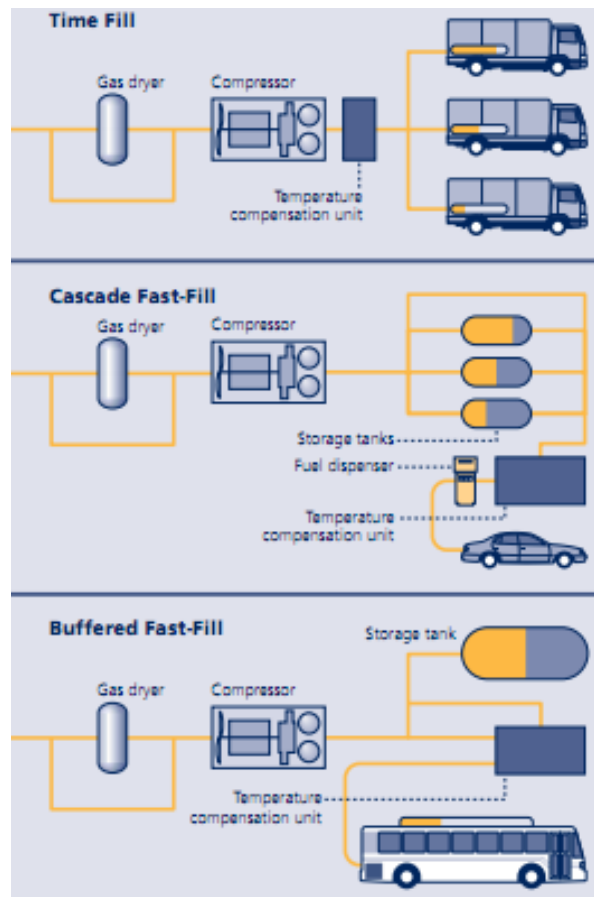 Time Fill
Gas dryer
Compressor
Temperature
compensation unit
Cascade Fast-Fill
Gas dryer
Compressor
Storage tanks
Fuel dispenser
Temperature
compensation unit
Buffered Fast-Fill
Storage tank
Gas dryer
Compressor
Temperature
compensation unit